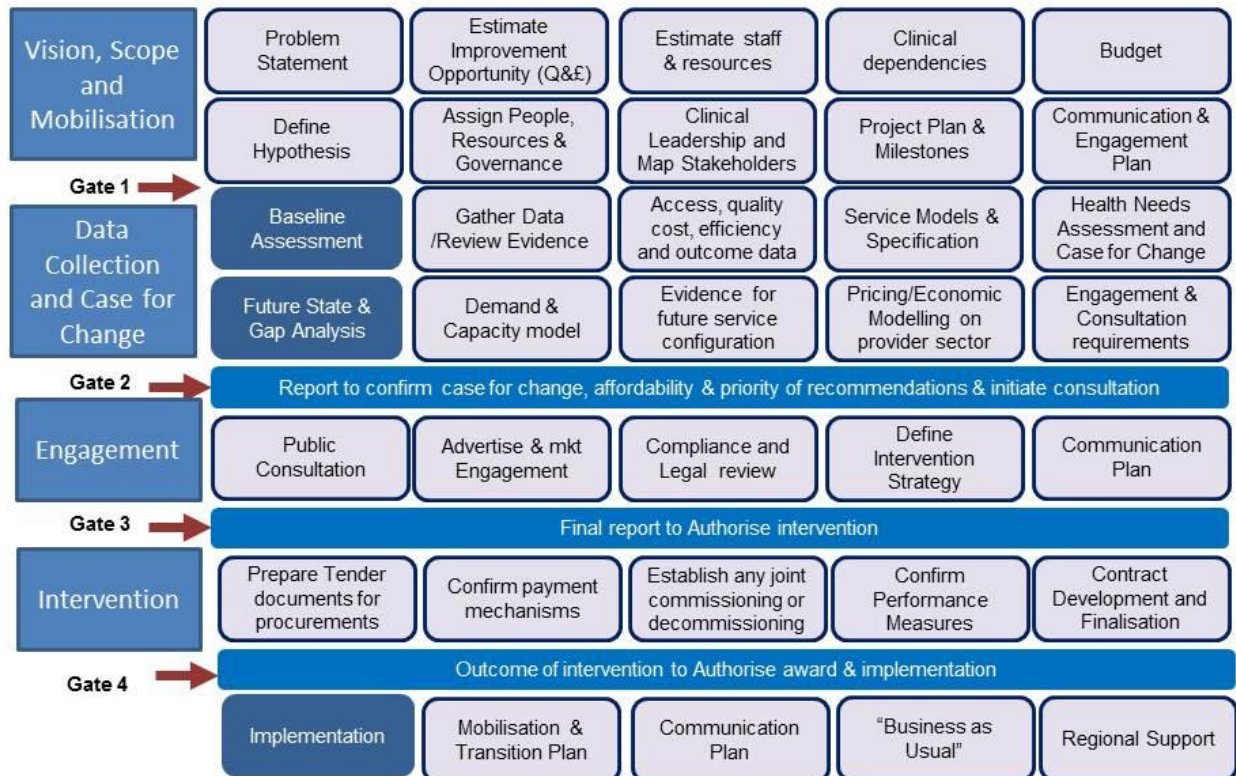 Vision, Scope
and
Mobilisation
Problem
Statement
Estimate
Improvement
Opportunity (Q&£)
Estimate staff
& resources
Clinical
dependencies
Budget
Define
Hypothesis
Assign People,
Resources &
Governance
Clinical
Leadership and
Map Stakeholders
Project Plan &
Milestones
Communication &
Engagement
Plan
Gate 1
Data
Collection
and Case for
Change
Baseline
Assessment
Gather Data
/Review Evidence
Access, quality
cost, efficiency
and outcome data
Service Models &
Specification
Health Needs
Assessment and
Case for Change
Future State &
Gap Analysis
Demand &
Capacity model
Evidence for
future service
configuration
Pricing/Economic
Modelling on
provider sector
Engagement &
Consultation
requirements
Gate 2
Report to confirm case for change, affordability & priority of recommendations & initiate consultation
Engagement
Public
Consultation
Advertise & mkt
Engagement
Compliance and
Legal review
Define
Intervention
Strategy
Communication
Plan
Gate 3
Final report to Authorise intervention
Intervention
Prepare Tender
documents for
procurements
Confirm payment
mechanisms
Establish any joint
commissioning or
decommissioning
Confirm
Performance
Measures
Contract
Development and
Finalisation
Gate 4
Outcome of intervention to Authorise award & implementation
Implementation
Mobilisation &
Transition Plan
Communication
Plan
“Business as
Usual”
Regional Support